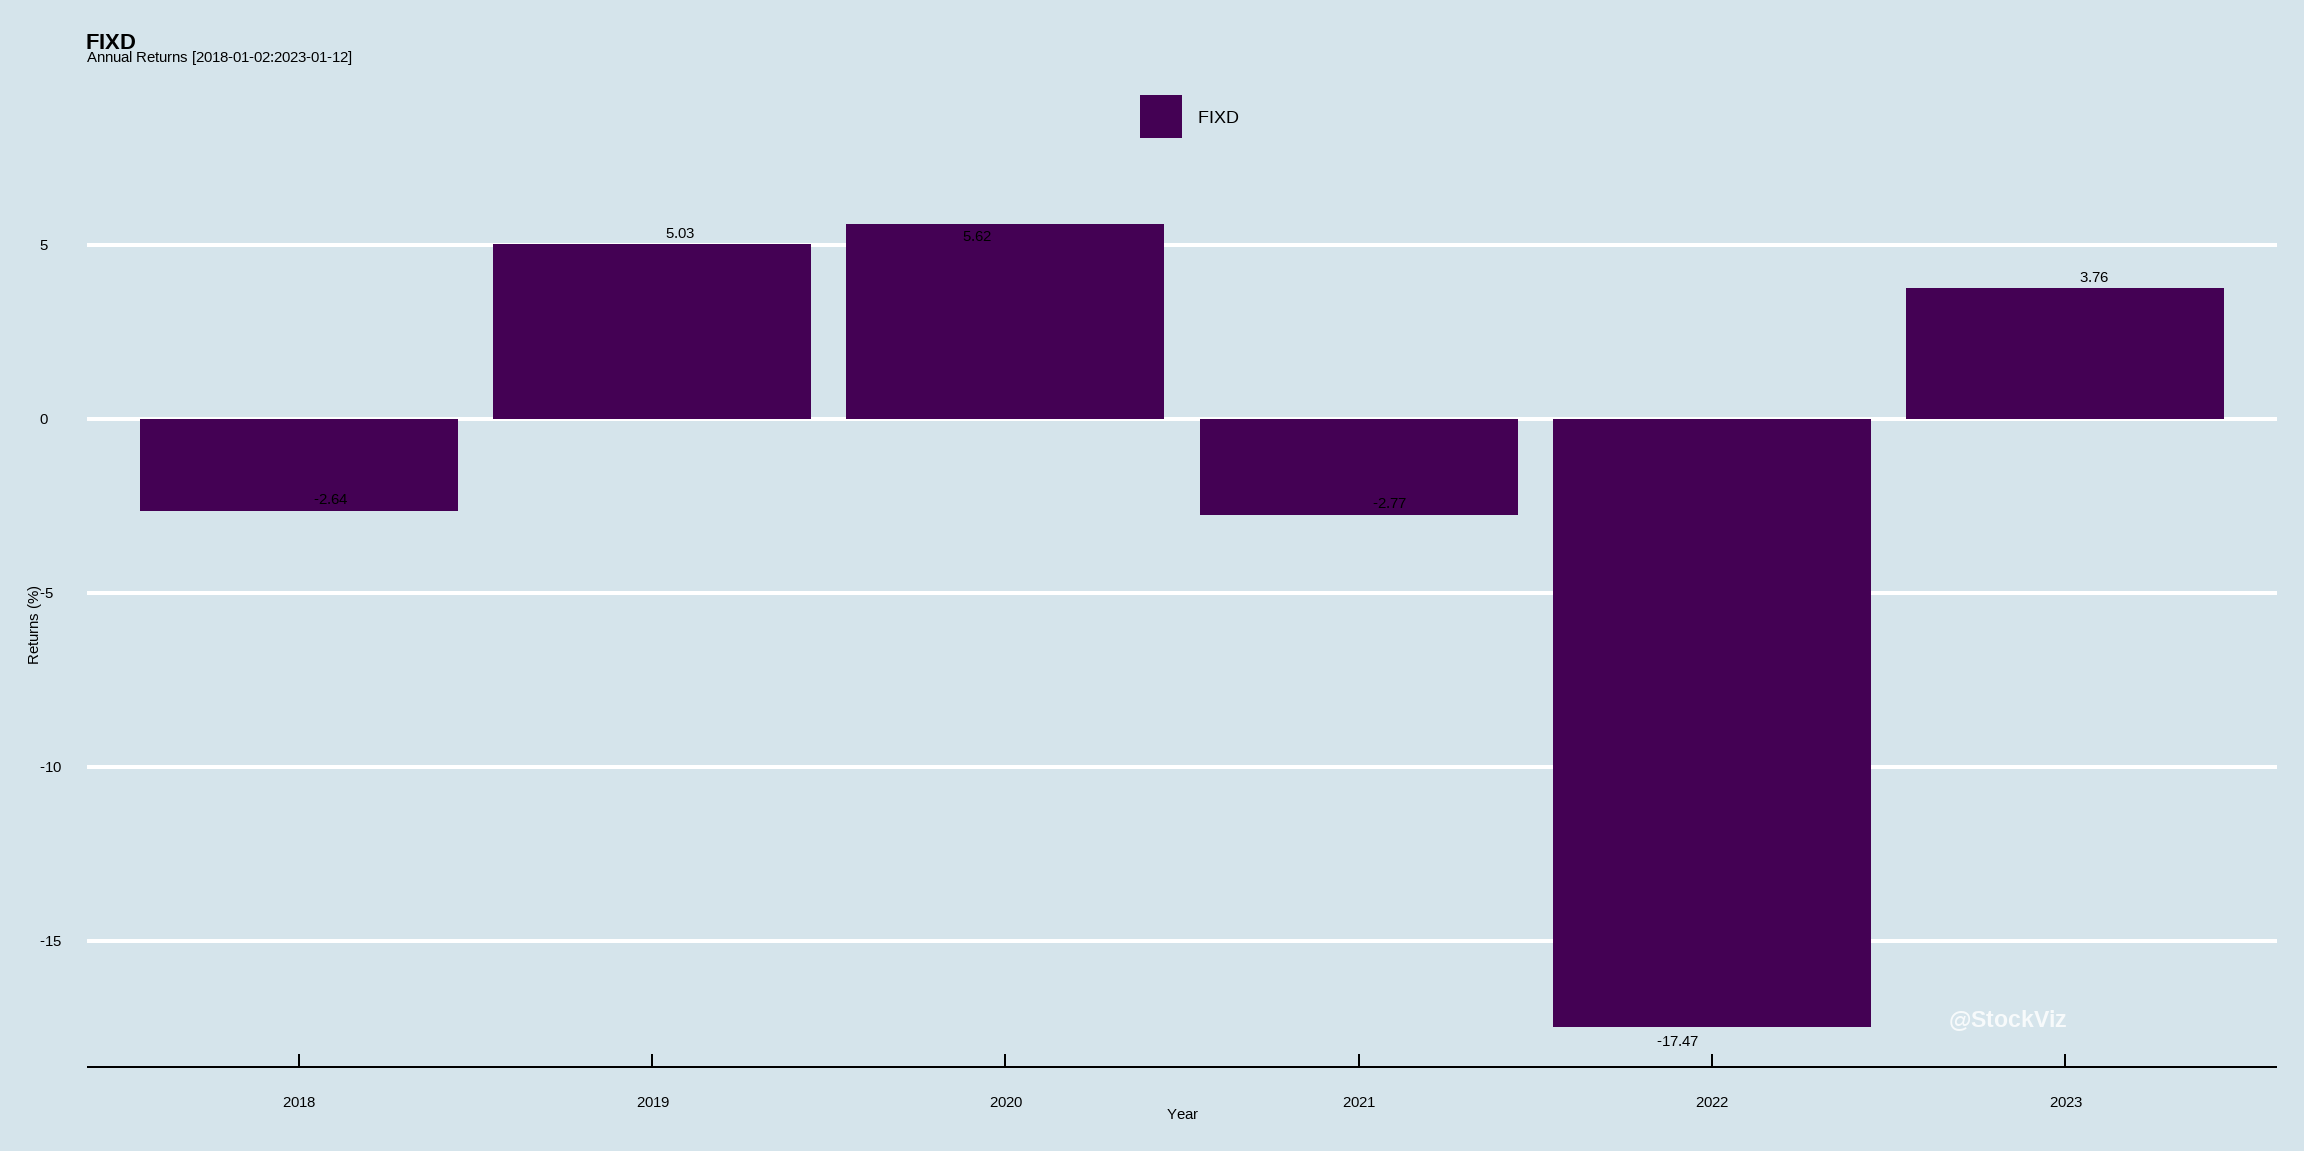 FIXD
Annual Returns [2018-01-02:2023-01-12]
FIXD
5
0
-5
-10
-15
Returns (%)
-2.64
5.03
5.62
-2.77
-17.47
3.76
@StockViz
2018
2019
2020
2021
2022
2023
Year